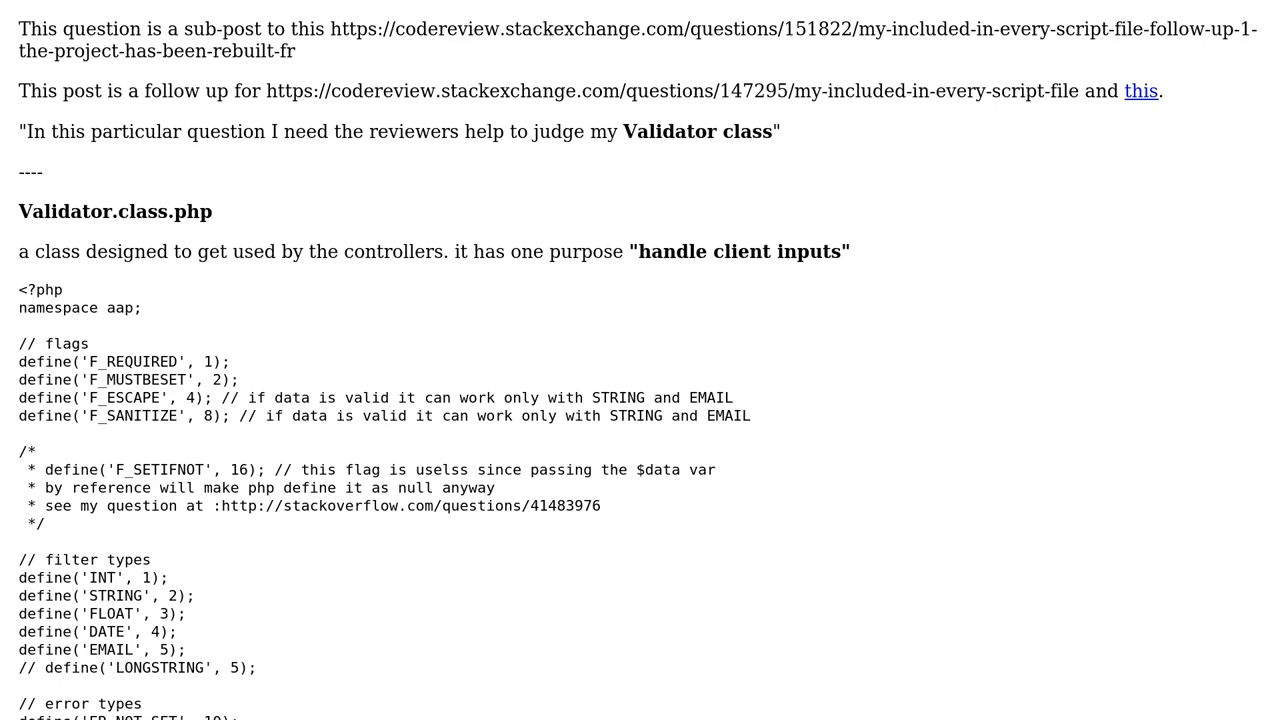 This question is a sub-post to this https://codereview.stackexchange.com/questions/151822/my-included-in-every-script-file-follow-up-1-
the-project-has-been-rebuilt-fr
This post is a follow up for https://codereview.stackexchange.com/questions/147295/my-included-in-every-script-file and this.
"In this particular question I need the reviewers help to judge my Validator class"
----
Validator.class.php
a class designed to get used by the controllers. it has one purpose "handle client inputs"
<?php
namespace aap;
// flags
define('F_REQUIRED', 1);
define('F_MUSTBESET', 2);
define('F_ESCAPE', 4); // if data is valid it can work only with STRING and EMAIL
define('F_SANITIZE', 8); // if data is valid it can work only with STRING and EMAIL
/*
 * define('F_SETIFNOT', 16); // this flag is uselss since passing the $data var
 * by reference will make php define it as null anyway
 * see my question at :http://stackoverflow.com/questions/41483976
 */
// filter types
define('INT', 1);
define('STRING', 2);
define('FLOAT', 3);
define('DATE', 4);
define('EMAIL', 5);
// define('LONGSTRING', 5);
// error types
define('ER_NOT_SET', 10);